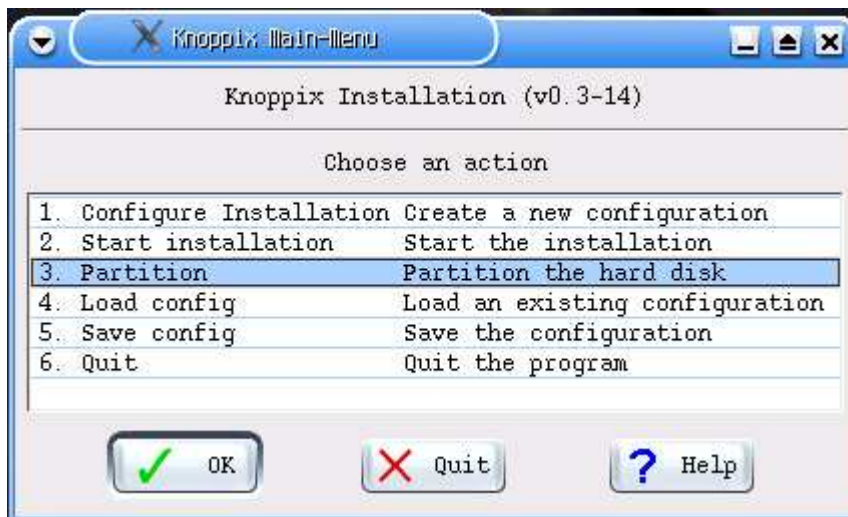 Knoppix Main-Menu
Knoppix Installation (v0.3-14)
Choose an action
1. Configure Installation Create a new configuration
2. Start installation Start the installation
3. Partition Partition the hard disk
4. Load config Load an existing configuration
5. Save config Save the configuration
6. Quit Quit the program
OK Quit Help